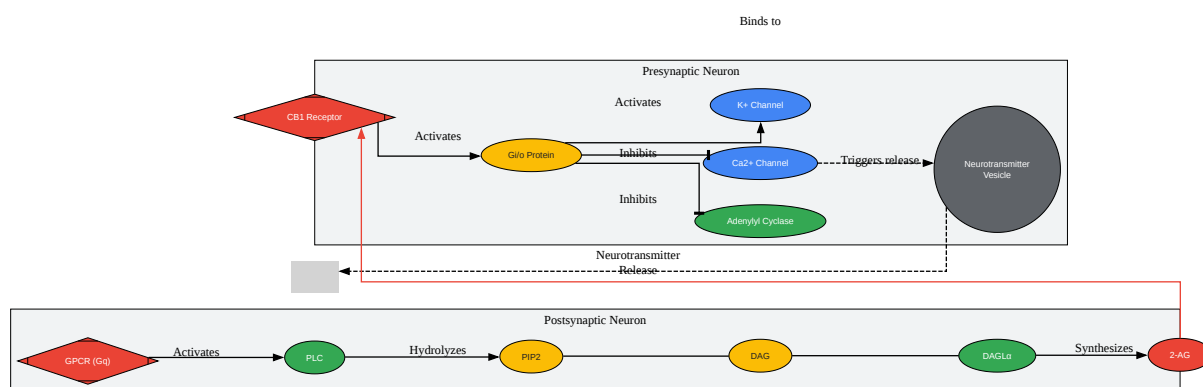 Binds to
Presynaptic Neuron
Activates
K+ Channel
CB1 Receptor
Activates
Gi/o Protein
Inhibits
Ca2+ Channel
Triggers release
Neurotransmitter
Vesicle
Inhibits
Adenylyl Cyclase
Neurotransmitter
Release
Postsynaptic Neuron
GPCR (Gq)
Activates
PLC
Hydrolyzes
PIP2
DAG
DAGLα
Synthesizes
2-AG